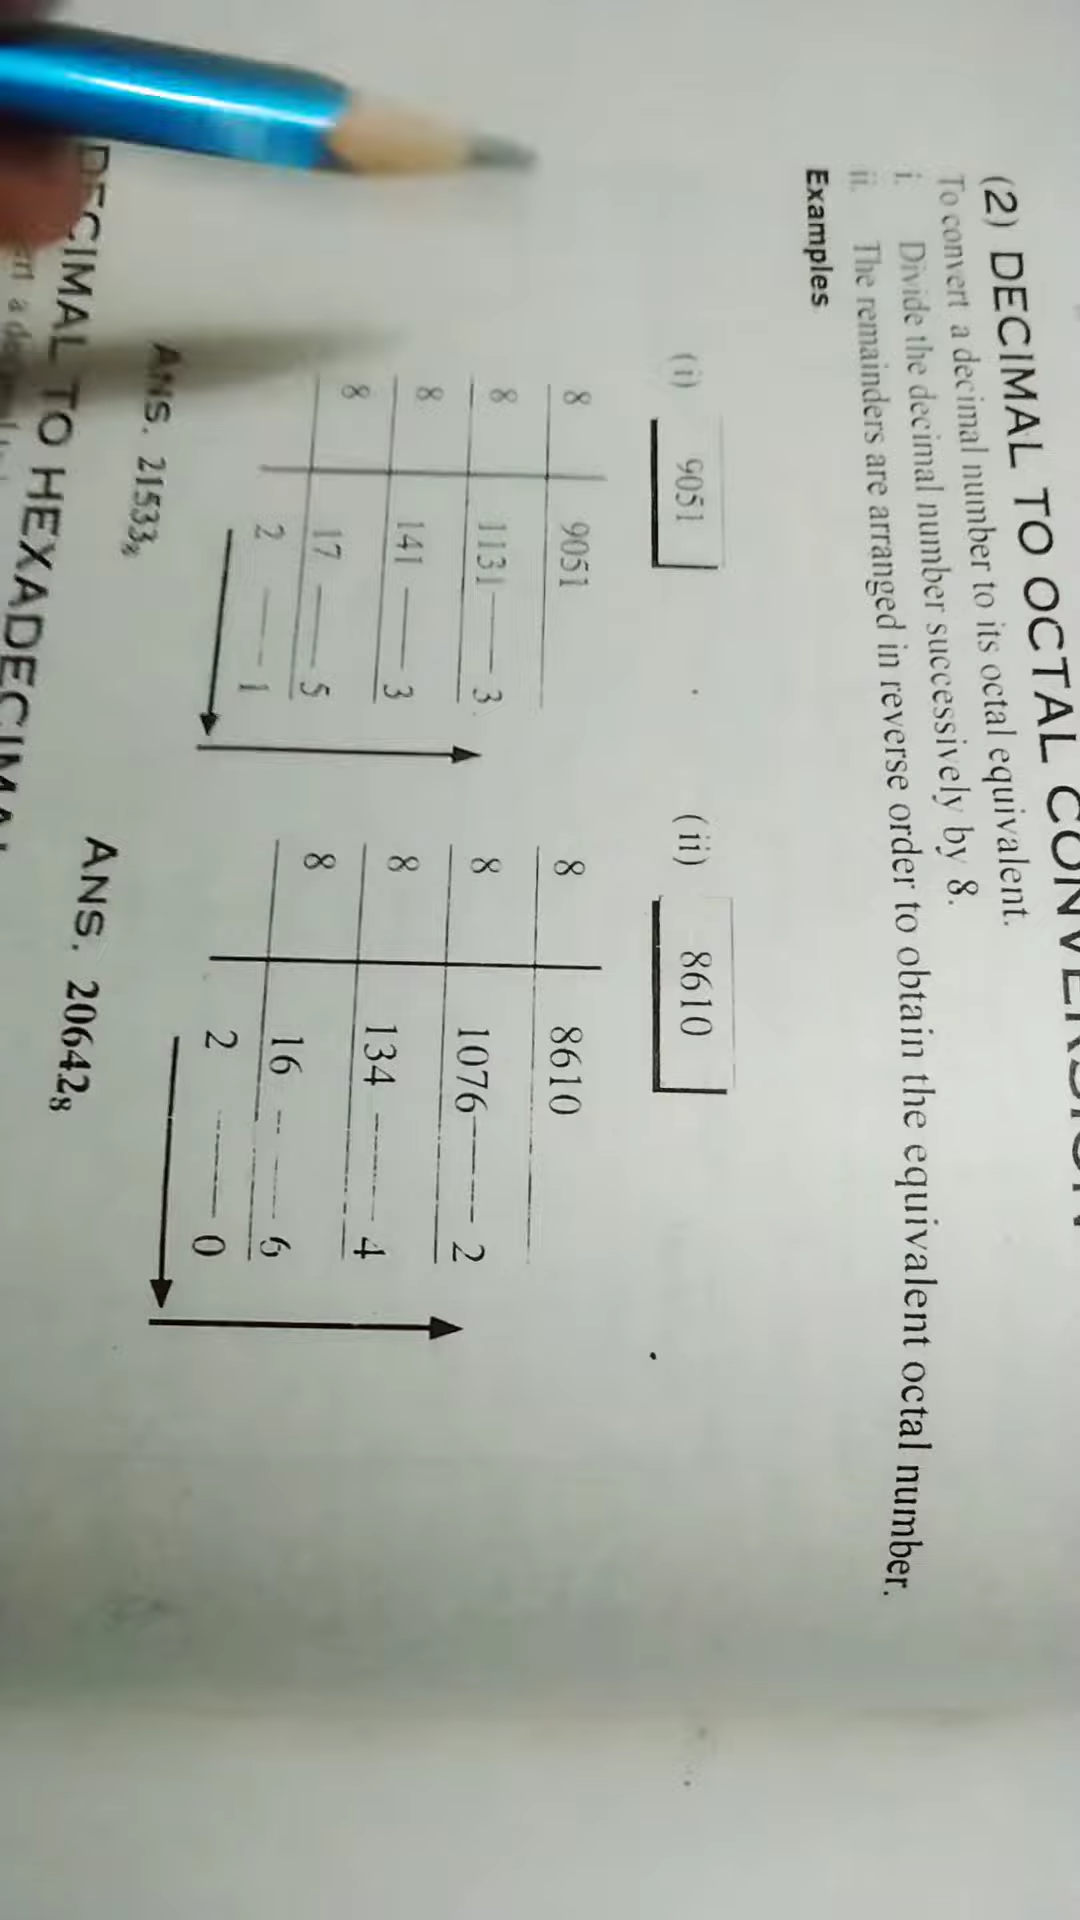 (2) DECIMAL TO OCTAL CONVERSION
To convert a decimal number to its octal equivalent.
i. Divide the decimal number successively by 8.
ii. The remainders are arranged in reverse order to obtain the equivalent octal number.
Examples
(i) 9051 (ii) 8610
8 9051 8 8610
8 1131 3 8 1076 2
8 141 3 8 134 4
8 17 5 8 16 6
2 1 2 0
ANS. 21533₈ ANS. 20642₈
DECIMAL TO HEXADECIMAL
a